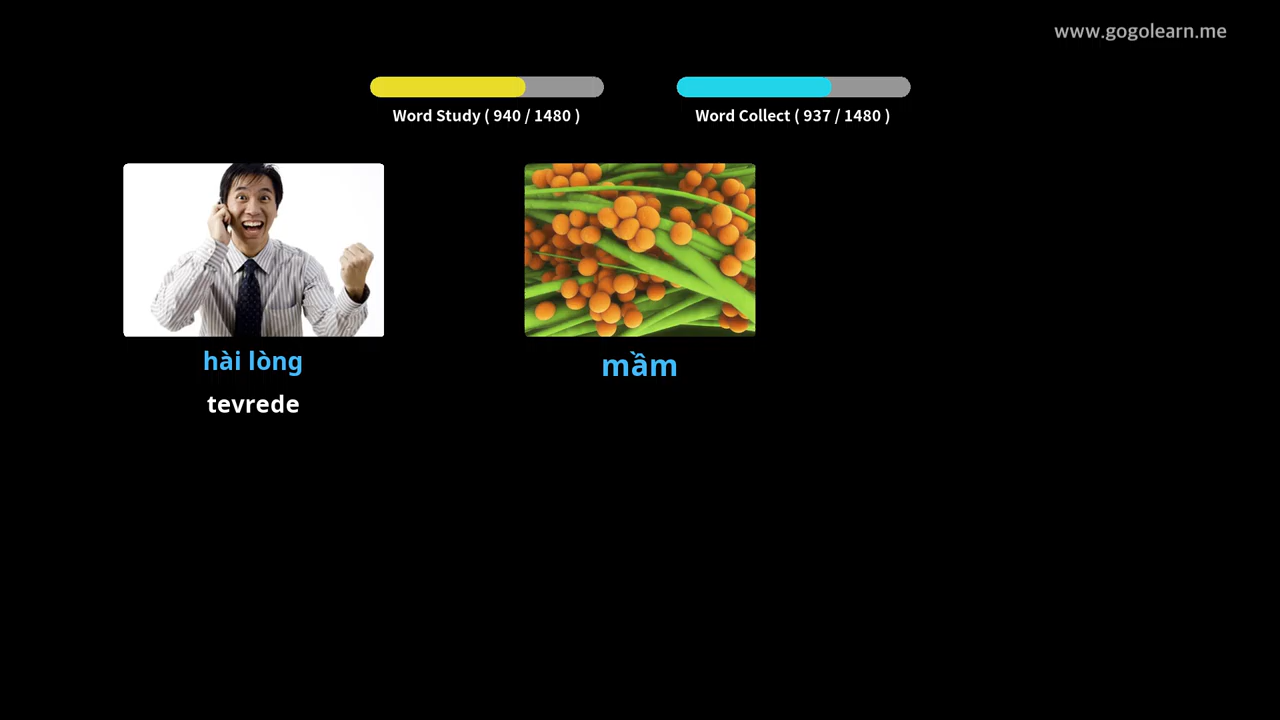 www.gogolearn.me
Word Study ( 940 / 1480 )
Word Collect ( 937 / 1480 )
hài lòng
mầm
tevrede